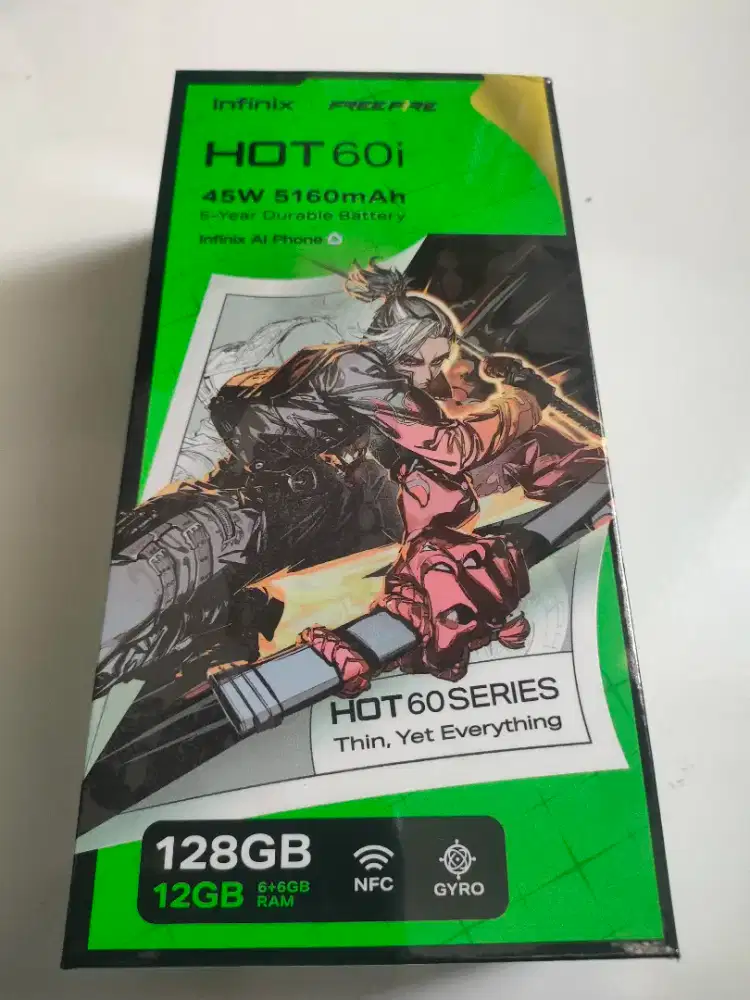 Infinix FREE FIRE
HOT 60i
45W 5160mAh
5-Year Durable Battery
Infinix AI Phone
HOT 60 SERIES
Thin, Yet Everything
128GB
12GB 6+6GB RAM
NFC
GYRO